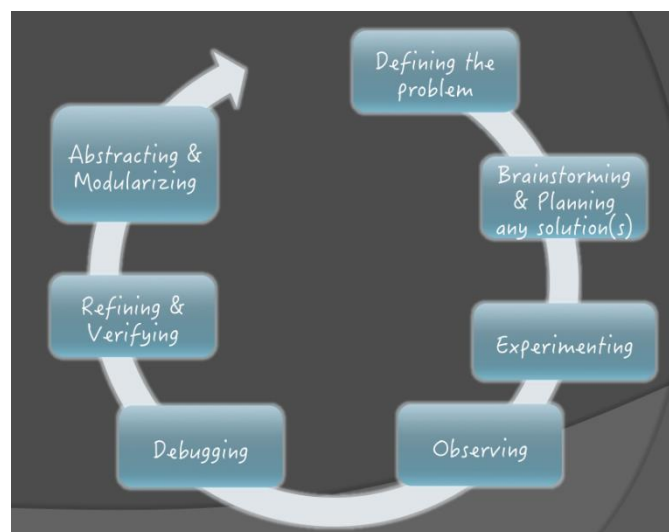 Defining the
problem
Brainstorming
& Planning
any solution(s)
Experimenting
Observing
Debugging
Refining &
Verifying
Abstracting &
Modularizing